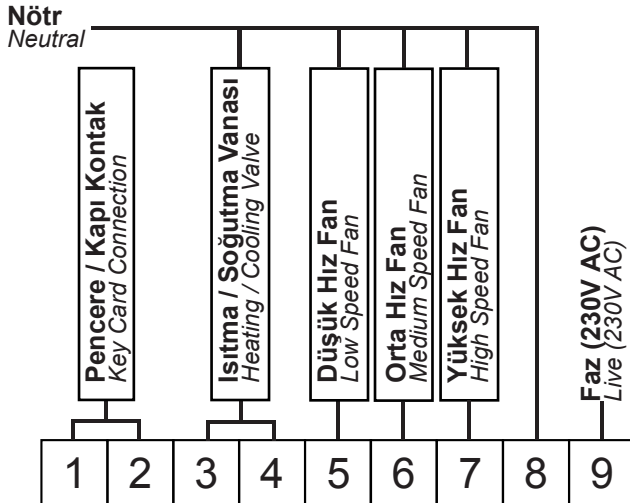 Nötr
Neutral
Pencere / Kapı Kontak
Key Card Connection
Isıtma / Soğutma Vanası
Heating / Cooling Valve
Düşük Hız Fan
Low Speed Fan
Orta Hız Fan
Medium Speed Fan
Yüksek Hız Fan
High Speed Fan
Faz (230V AC)
Live (230V AC)
1 2 3 4 5 6 7 8 9